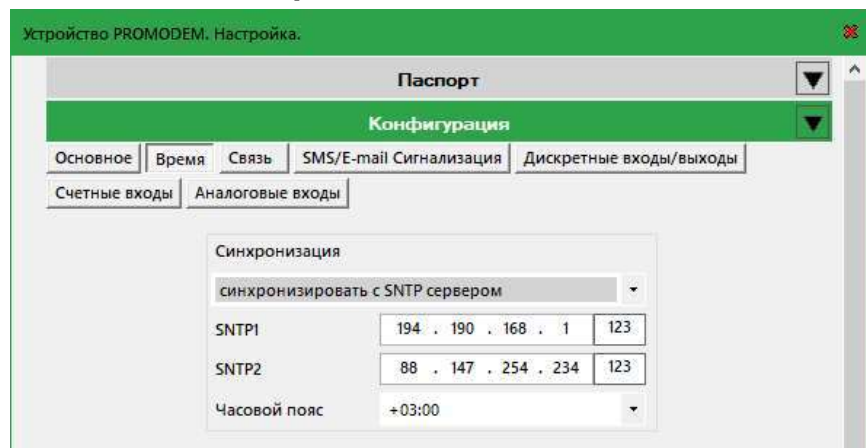 Устройство PROMODEM. Настройка.
Паспорт
Конфигурация
Основное Время Связь SMS/E-mail Сигнализация Дискретные входы/выходы
Счетные входы Аналоговые входы
Синхронизация
синхронизировать с SNTP сервером
SNTP1 194 . 190 . 168 . 1 123
SNTP2 88 . 147 . 254 . 234 123
Часовой пояс +03:00